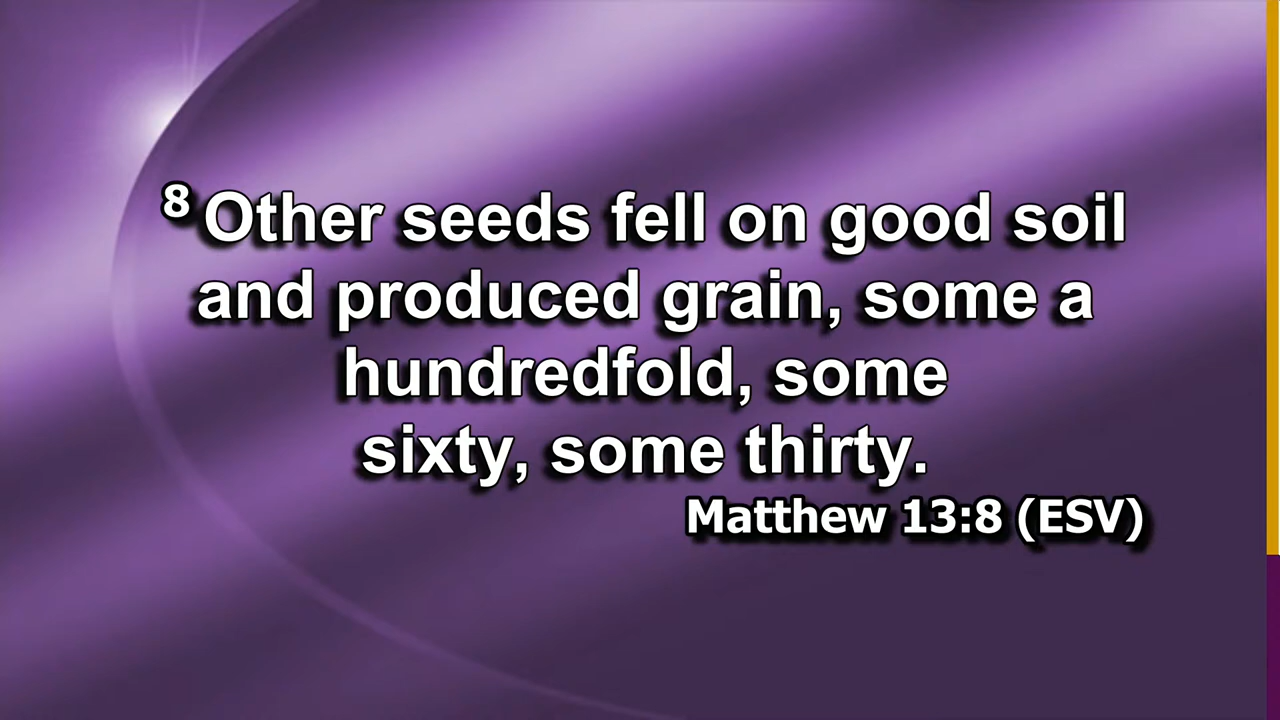 8 Other seeds fell on good soil
and produced grain, some a
hundredfold, some
sixty, some thirty.
Matthew 13:8 (ESV)